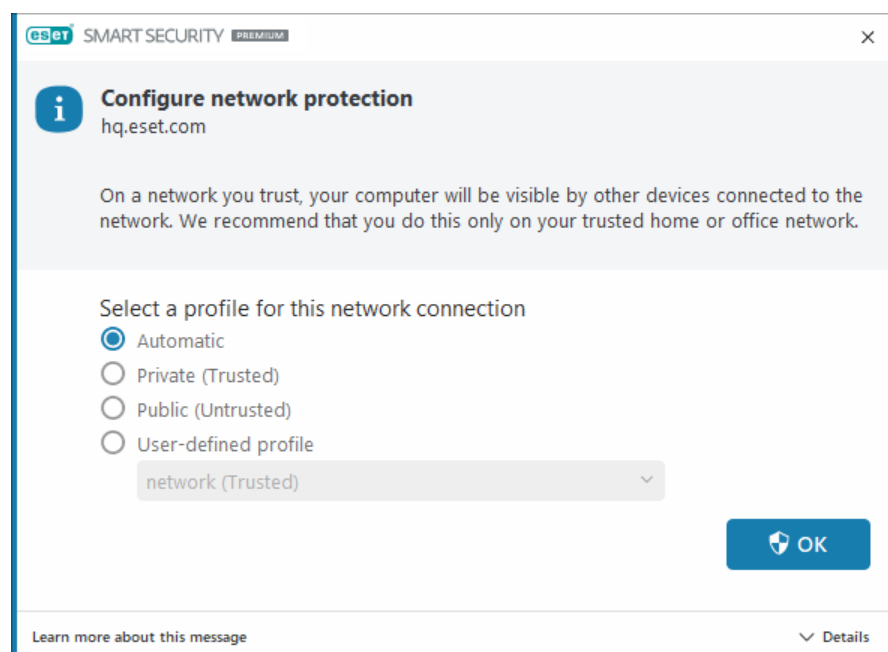 eset SMART SECURITY PREMIUM
Configure network protection
hq.eset.com
On a network you trust, your computer will be visible by other devices connected to the
network. We recommend that you do this only on your trusted home or office network.
Select a profile for this network connection
Automatic
Private (Trusted)
Public (Untrusted)
User-defined profile
network (Trusted)
OK
Learn more about this message
Details